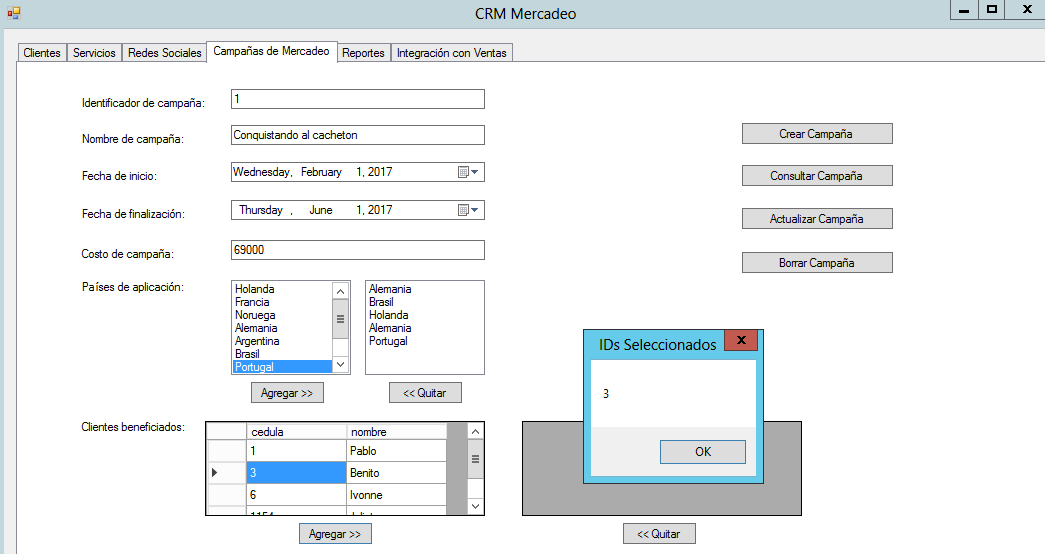 CRM Mercadeo
Clientes Servicios Redes Sociales Campañas de Mercadeo Reportes Integración con Ventas
Identificador de campaña: 1
Nombre de campaña: Conquistando al cacheton
Fecha de inicio: Wednesday, February 1, 2017
Fecha de finalización: Thursday , June 1, 2017
Costo de campaña: 69000
Países de aplicación:
Holanda
Francia
Noruega
Alemania
Argentina
Brasil
Portugal
Alemania
Brasil
Holanda
Alemania
Portugal
Agregar >> << Quitar
Crear Campaña
Consultar Campaña
Actualizar Campaña
Borrar Campaña
Clientes beneficiados:
cedula nombre
1 Pablo
3 Benito
6 Ivonne
Agregar >> << Quitar
IDs Seleccionados X
3
OK